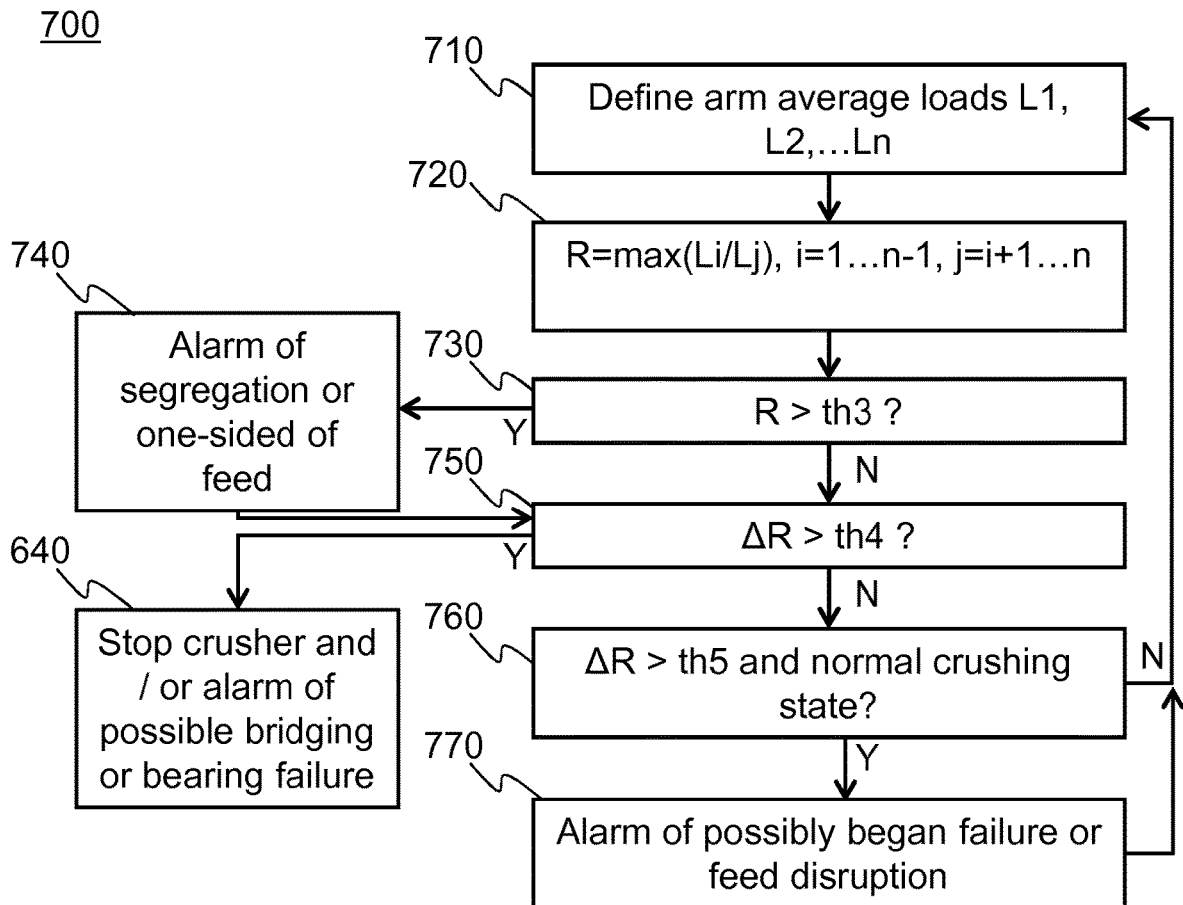 700
710
Define arm average loads L1,
L2,...Ln
720
R=max(Li/Lj), i=1...n-1, j=i+1...n
740
Alarm of
segregation or
one-sided of
feed
730
R > th3 ?
Y
N
750
ΔR > th4 ?
Y
N
640
Stop crusher and
/ or alarm of
possible bridging
or bearing failure
760
ΔR > th5 and normal crushing
state?
N
Y
770
Alarm of possibly began failure or
feed disruption